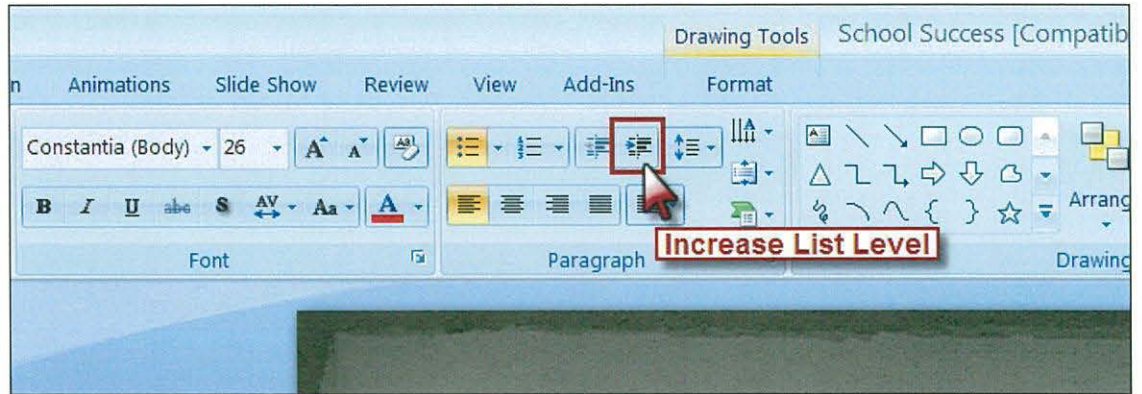 Drawing Tools School Success [Compatib
n Animations Slide Show Review View Add-Ins Format
Constantia (Body) 26 A A Aa
B I U abc S AV Aa A
Increase List Level
Font Paragraph Drawing
Arrang